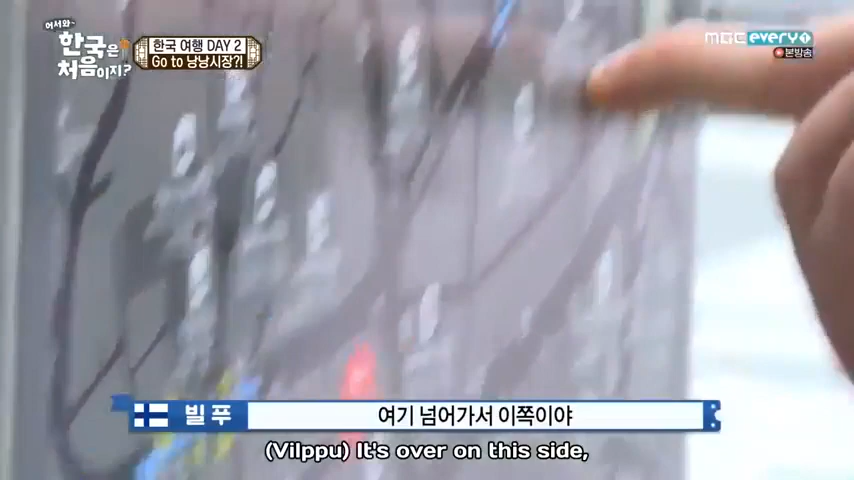 어서와~
한국은
처음이지?
한국 여행 DAY 2
Go to 낭낭시장?!
MBC every1
본방송
빌푸
여기 넘어가서 이쪽이야
(Vilppu) It's over on this side,